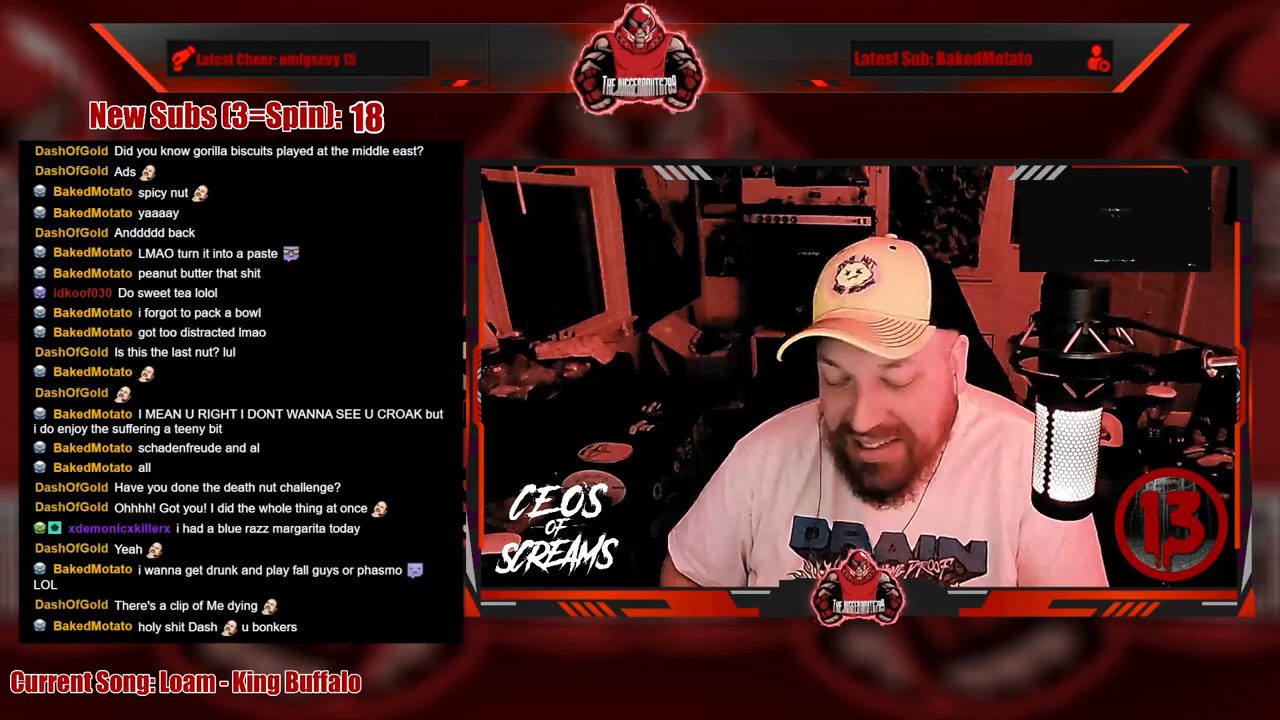 Latest Cheer: omfgsevy 15
THEJUGGERONUT6789
Latest Sub: BakedMotato
New Subs (3=Spin): 18
DashOfGold Did you know gorilla biscuits played at the middle east?
DashOfGold Ads
BakedMotato spicy nut
BakedMotato yaaaay
DashOfGold Anddddd back
BakedMotato LMAO turn it into a paste
BakedMotato peanut butter that shit
idkoof030 Do sweet tea lolol
BakedMotato i forgot to pack a bowl
BakedMotato got too distracted lmao
DashOfGold Is this the last nut? lul
BakedMotato
DashOfGold
BakedMotato I MEAN U RIGHT I DONT WANNA SEE U CROAK but
i do enjoy the suffering a teeny bit
BakedMotato schadenfreude and al
BakedMotato all
DashOfGold Have you done the death nut challenge?
DashOfGold Ohhhh! Got you! I did the whole thing at once
xdemonicxkillerx i had a blue razz margarita today
DashOfGold Yeah
BakedMotato i wanna get drunk and play fall guys or phasmo
LOL
DashOfGold There's a clip of Me dying
BakedMotato holy shit Dash u bonkers
CEOS
OF
SCREAMS
DRAIN
13
Current Song: Loam - King Buffalo